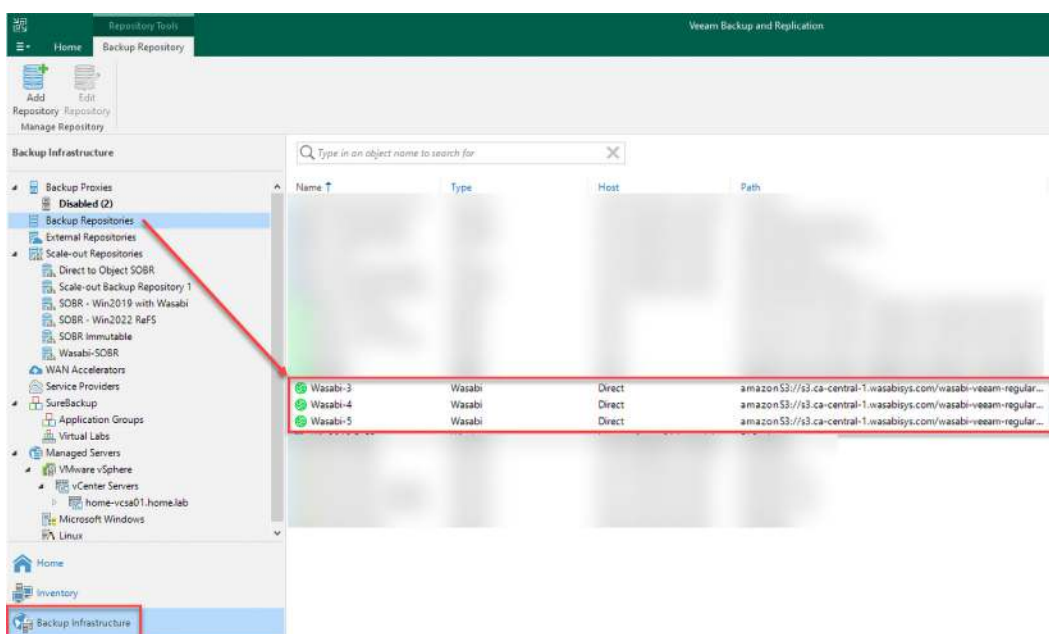 Repository Tools
Veeam Backup and Replication
Home
Backup Repository
Add Repository
Edit Repository
Manage Repository
Backup Infrastructure
Type in an object name to search for
Backup Proxies
Disabled (2)
Backup Repositories
External Repositories
Scale-out Repositories
Direct to Object SOBR
Scale-out Backup Repository 1
SOBR - Win2019 with Wasabi
SOBR - Win2022 ReFS
SOBR Immutable
Wasabi-SOBR
WAN Accelerators
Service Providers
SureBackup
Application Groups
Virtual Labs
Managed Servers
VMware vSphere
vCenter Servers
home-vcsa01.home.lab
Microsoft Windows
Linux
Home
Inventory
Backup Infrastructure
Name Type Host Path
Wasabi-3 Wasabi Direct amazonS3://s3.ca-central-1.wasabisys.com/wasabi-veeam-regular...
Wasabi-4 Wasabi Direct amazonS3://s3.ca-central-1.wasabisys.com/wasabi-veeam-regular...
Wasabi-5 Wasabi Direct amazonS3://s3.ca-central-1.wasabisys.com/wasabi-veeam-regular...